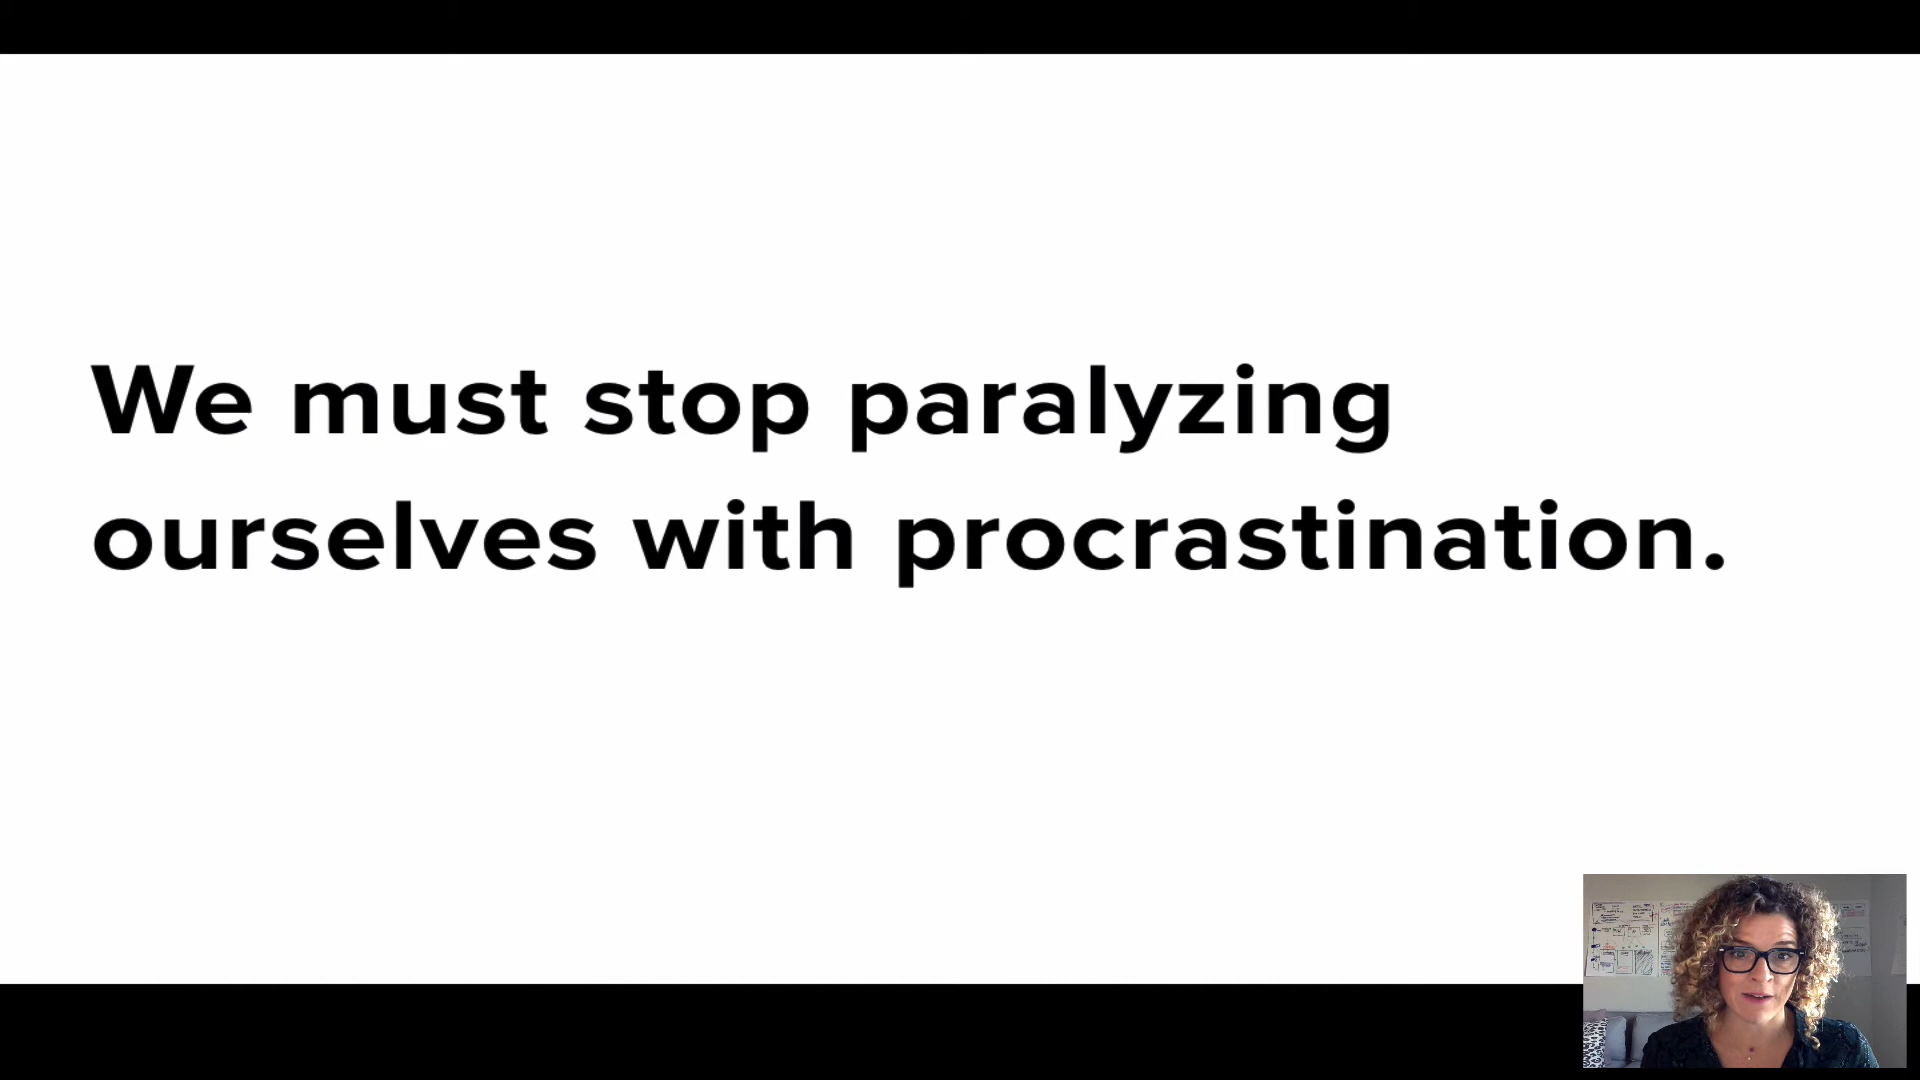 We must stop paralyzing
ourselves with procrastination.